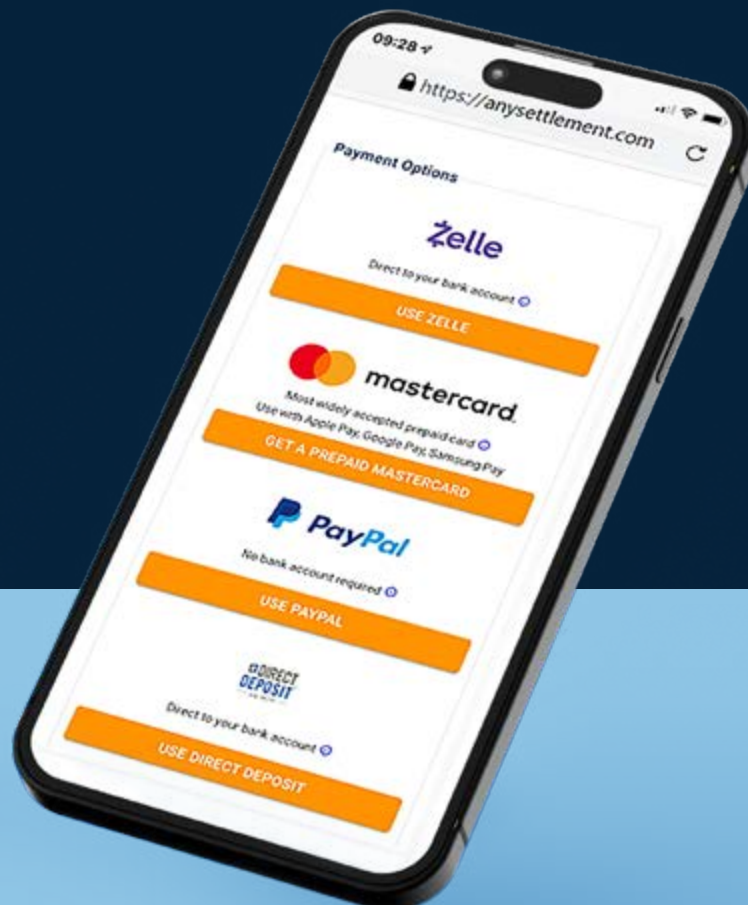 09:28
https://anysettlement.com
Payment Options
Zelle
Direct to your bank account
USE ZELLE
mastercard.
Most widely accepted prepaid card
Use with Apple Pay, Google Pay, Samsung Pay
GET A PREPAID MASTERCARD
PayPal
No bank account required
USE PAYPAL
DIRECT
DEPOSIT
Direct to your bank account
USE DIRECT DEPOSIT